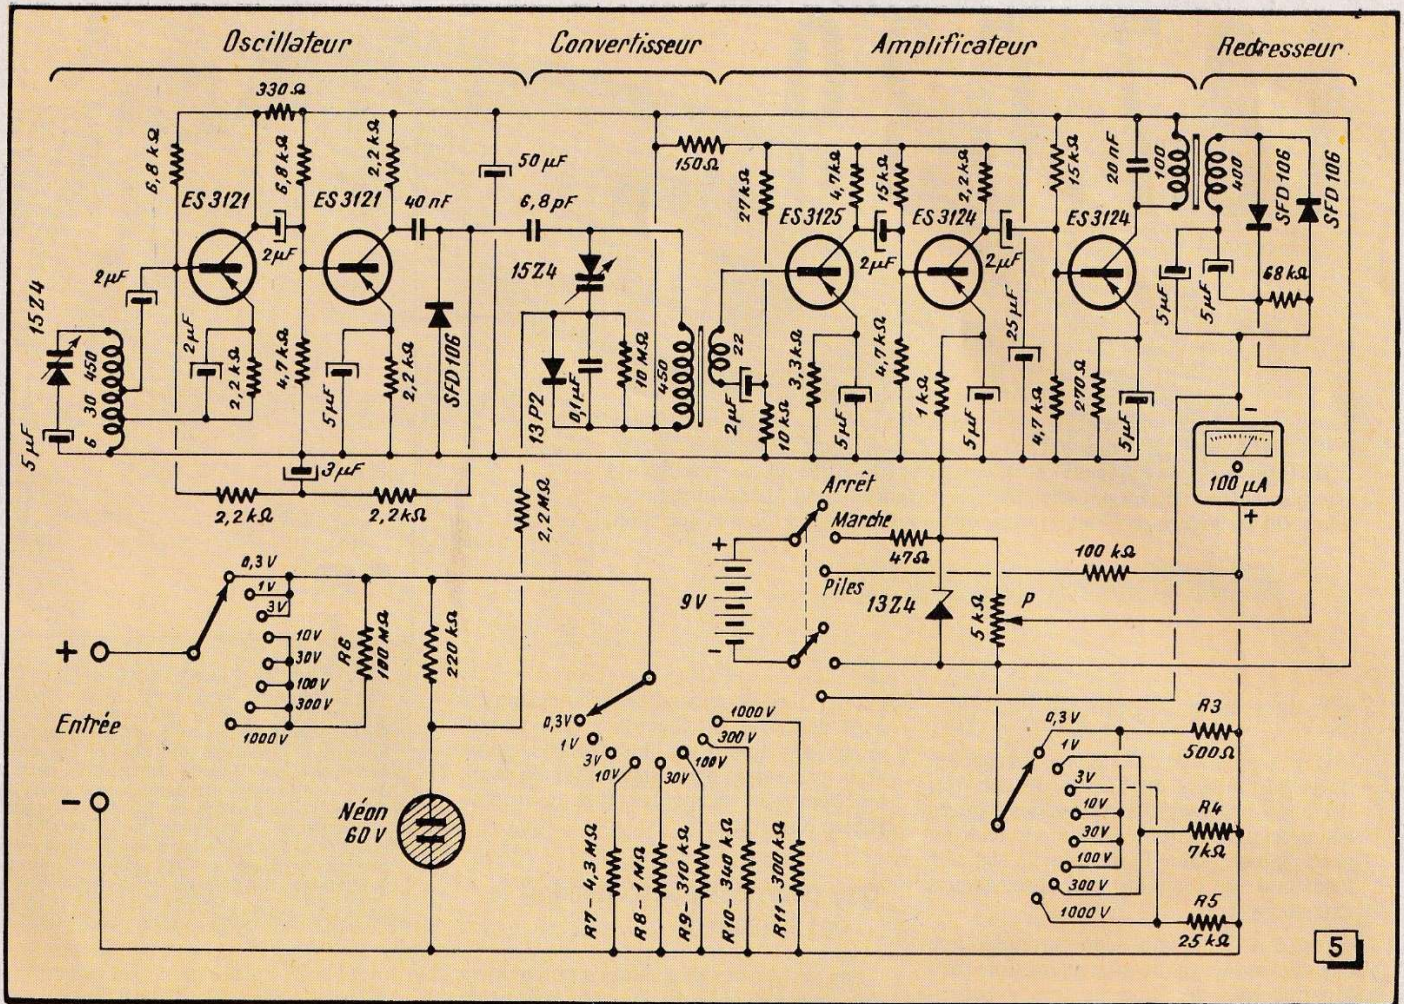 Oscillateur
Convertisseur
Amplificateur
Redresseur
330 Ω
6,8 kΩ
6,8 kΩ
2,2 kΩ
50 μF
150 Ω
27 kΩ
4,7 kΩ
15 kΩ
2,2 kΩ
15 kΩ
20 nF
100
400
SFD 106
SFD 106
ES 3121
ES 3121
40 nF
6,8 pF
ES 3125
ES 3124
ES 3124
2 μF
2 μF
15Z4
2 μF
2 μF
15Z4
2 μF
2,2 kΩ
4,7 kΩ
5 μF
2,2 kΩ
SFD 106
13 P2
0,1 μF
10 MΩ
450
22
2 μF
10 kΩ
3,3 kΩ
5 μF
4,7 kΩ
1 kΩ
5 μF
25 μF
4,7 kΩ
270 Ω
5 μF
5 μF
5 μF
68 kΩ
450
30
6
5 μF
3 μF
2,2 kΩ
2,2 kΩ
2,2 MΩ
-
100 μA
+
Arrêt
Marche
47 Ω
Piles
100 kΩ
+
9 V
-
13Z4
5 kΩ
P
0,3 V
1 V
3 V
10 V
30 V
100 V
300 V
1000 V
+
Entrée
-
R6
180 MΩ
220 kΩ
Néon
60 V
0,3 V
1 V
3 V
10 V
30 V
100 V
300 V
1000 V
R7 - 4,3 MΩ
R8 - 1 MΩ
R9 - 310 kΩ
R10 - 340 kΩ
R11 - 300 kΩ
0,3 V
1 V
3 V
10 V
30 V
100 V
300 V
1000 V
R3
500 Ω
R4
7 kΩ
R5
25 kΩ
5